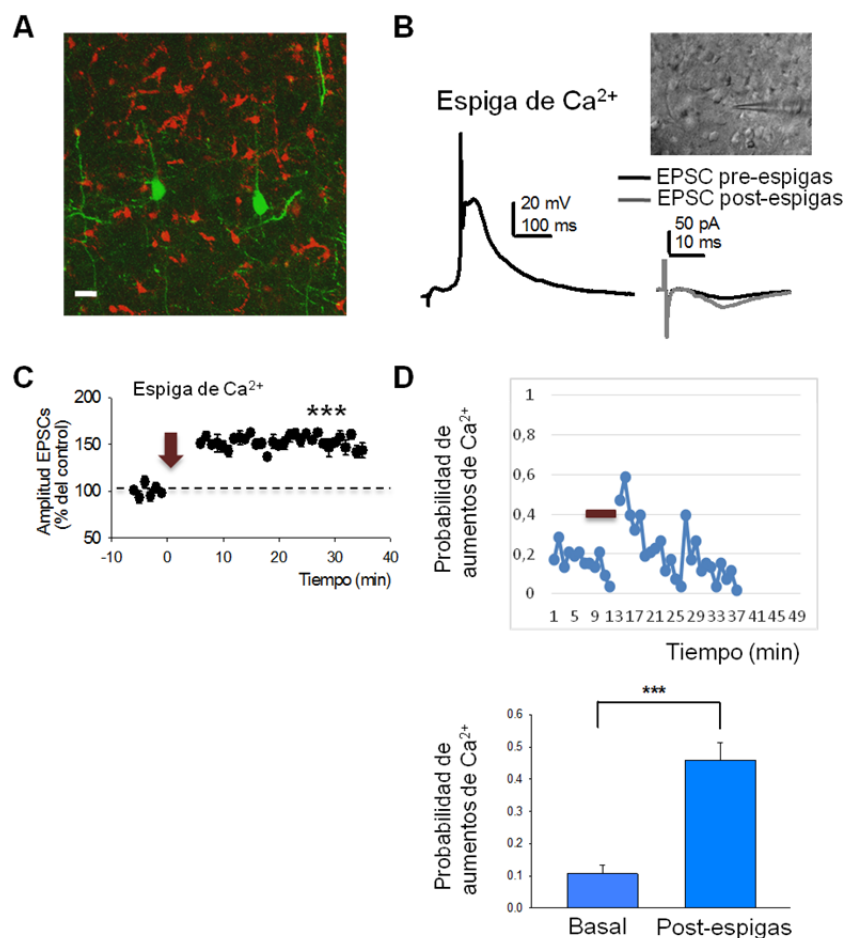 A
B
Espiga de Ca2+
20 mV
100 ms
EPSC pre-espigas
EPSC post-espigas
50 pA
10 ms
C
Espiga de Ca2+
***
Amplitud EPSCs
(% del control)
200
150
100
50
-10 0 10 20 30 40
Tiempo (min)
D
Probabilidad de
aumentos de Ca2+
1
0,8
0,6
0,4
0,2
0
1 5 9 13 17 21 25 29 33 37 41 45 49
Tiempo (min)
Probabilidad de
aumentos de Ca2+
***
0.6
0.5
0.4
0.3
0.2
0.1
0.0
Basal Post-espigas